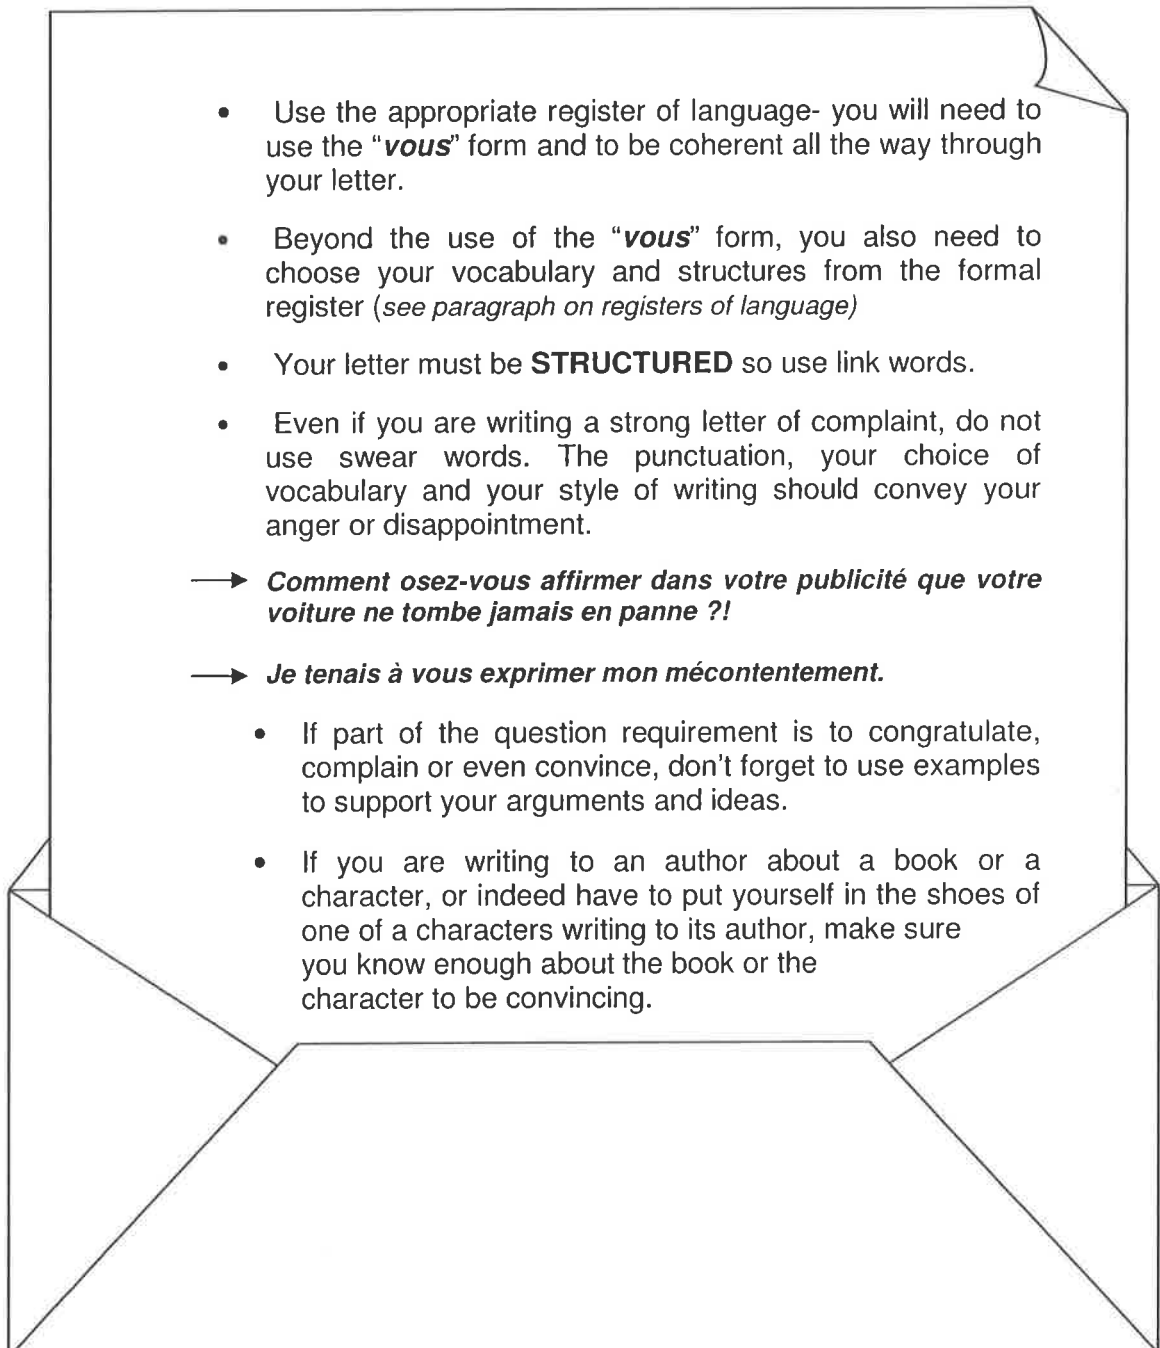 • Use the appropriate register of language- you will need to
use the “vous” form and to be coherent all the way through
your letter.
• Beyond the use of the “vous” form, you also need to
choose your vocabulary and structures from the formal
register (see paragraph on registers of language)
• Your letter must be STRUCTURED so use link words.
• Even if you are writing a strong letter of complaint, do not
use swear words. The punctuation, your choice of
vocabulary and your style of writing should convey your
anger or disappointment.
→ Comment osez-vous affirmer dans votre publicité que votre
voiture ne tombe jamais en panne ?!
→ Je tenais à vous exprimer mon mécontentement.
• If part of the question requirement is to congratulate,
complain or even convince, don't forget to use examples
to support your arguments and ideas.
• If you are writing to an author about a book or a
character, or indeed have to put yourself in the shoes of
one of a characters writing to its author, make sure
you know enough about the book or the
character to be convincing.